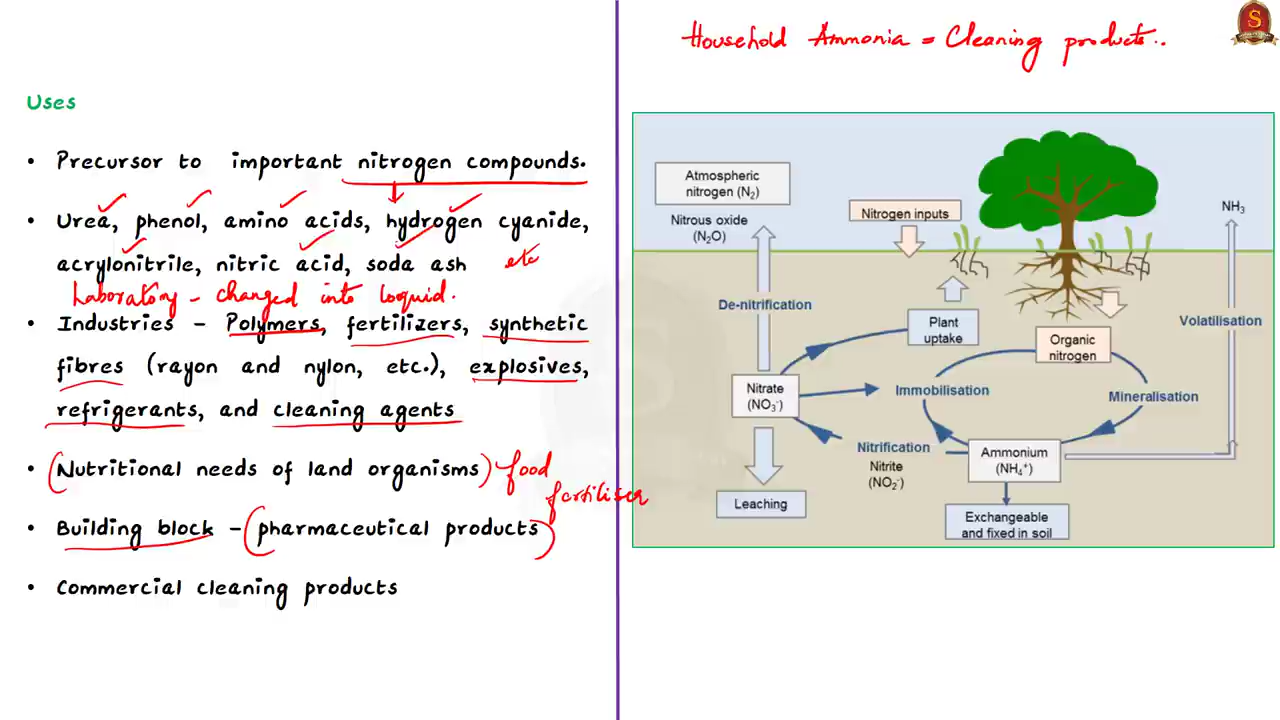 Household Ammonia = Cleaning products..
S
Uses
• Precursor to important nitrogen compounds.
• Urea, phenol, amino acids, hydrogen cyanide,
acrylonitrile, nitric acid, soda ash etc
Laboratory - changed into loquid.
• Industries - Polymers, fertilizers, synthetic
fibres (rayon and nylon, etc.), explosives,
refrigerants, and cleaning agents
• (Nutritional needs of land organisms) food
fertiliser
• Building block - (pharmaceutical products)
• Commercial cleaning products
Atmospheric
nitrogen (N₂)
Nitrous oxide
(N₂O)
Nitrogen inputs
NH₃
De-nitrification
Plant
uptake
Organic
nitrogen
Volatilisation
Nitrate
(NO₃⁻)
Immobilisation
Mineralisation
Nitrification
Nitrite
(NO₂⁻)
Ammonium
(NH₄⁺)
Leaching
Exchangeable
and fixed in soil